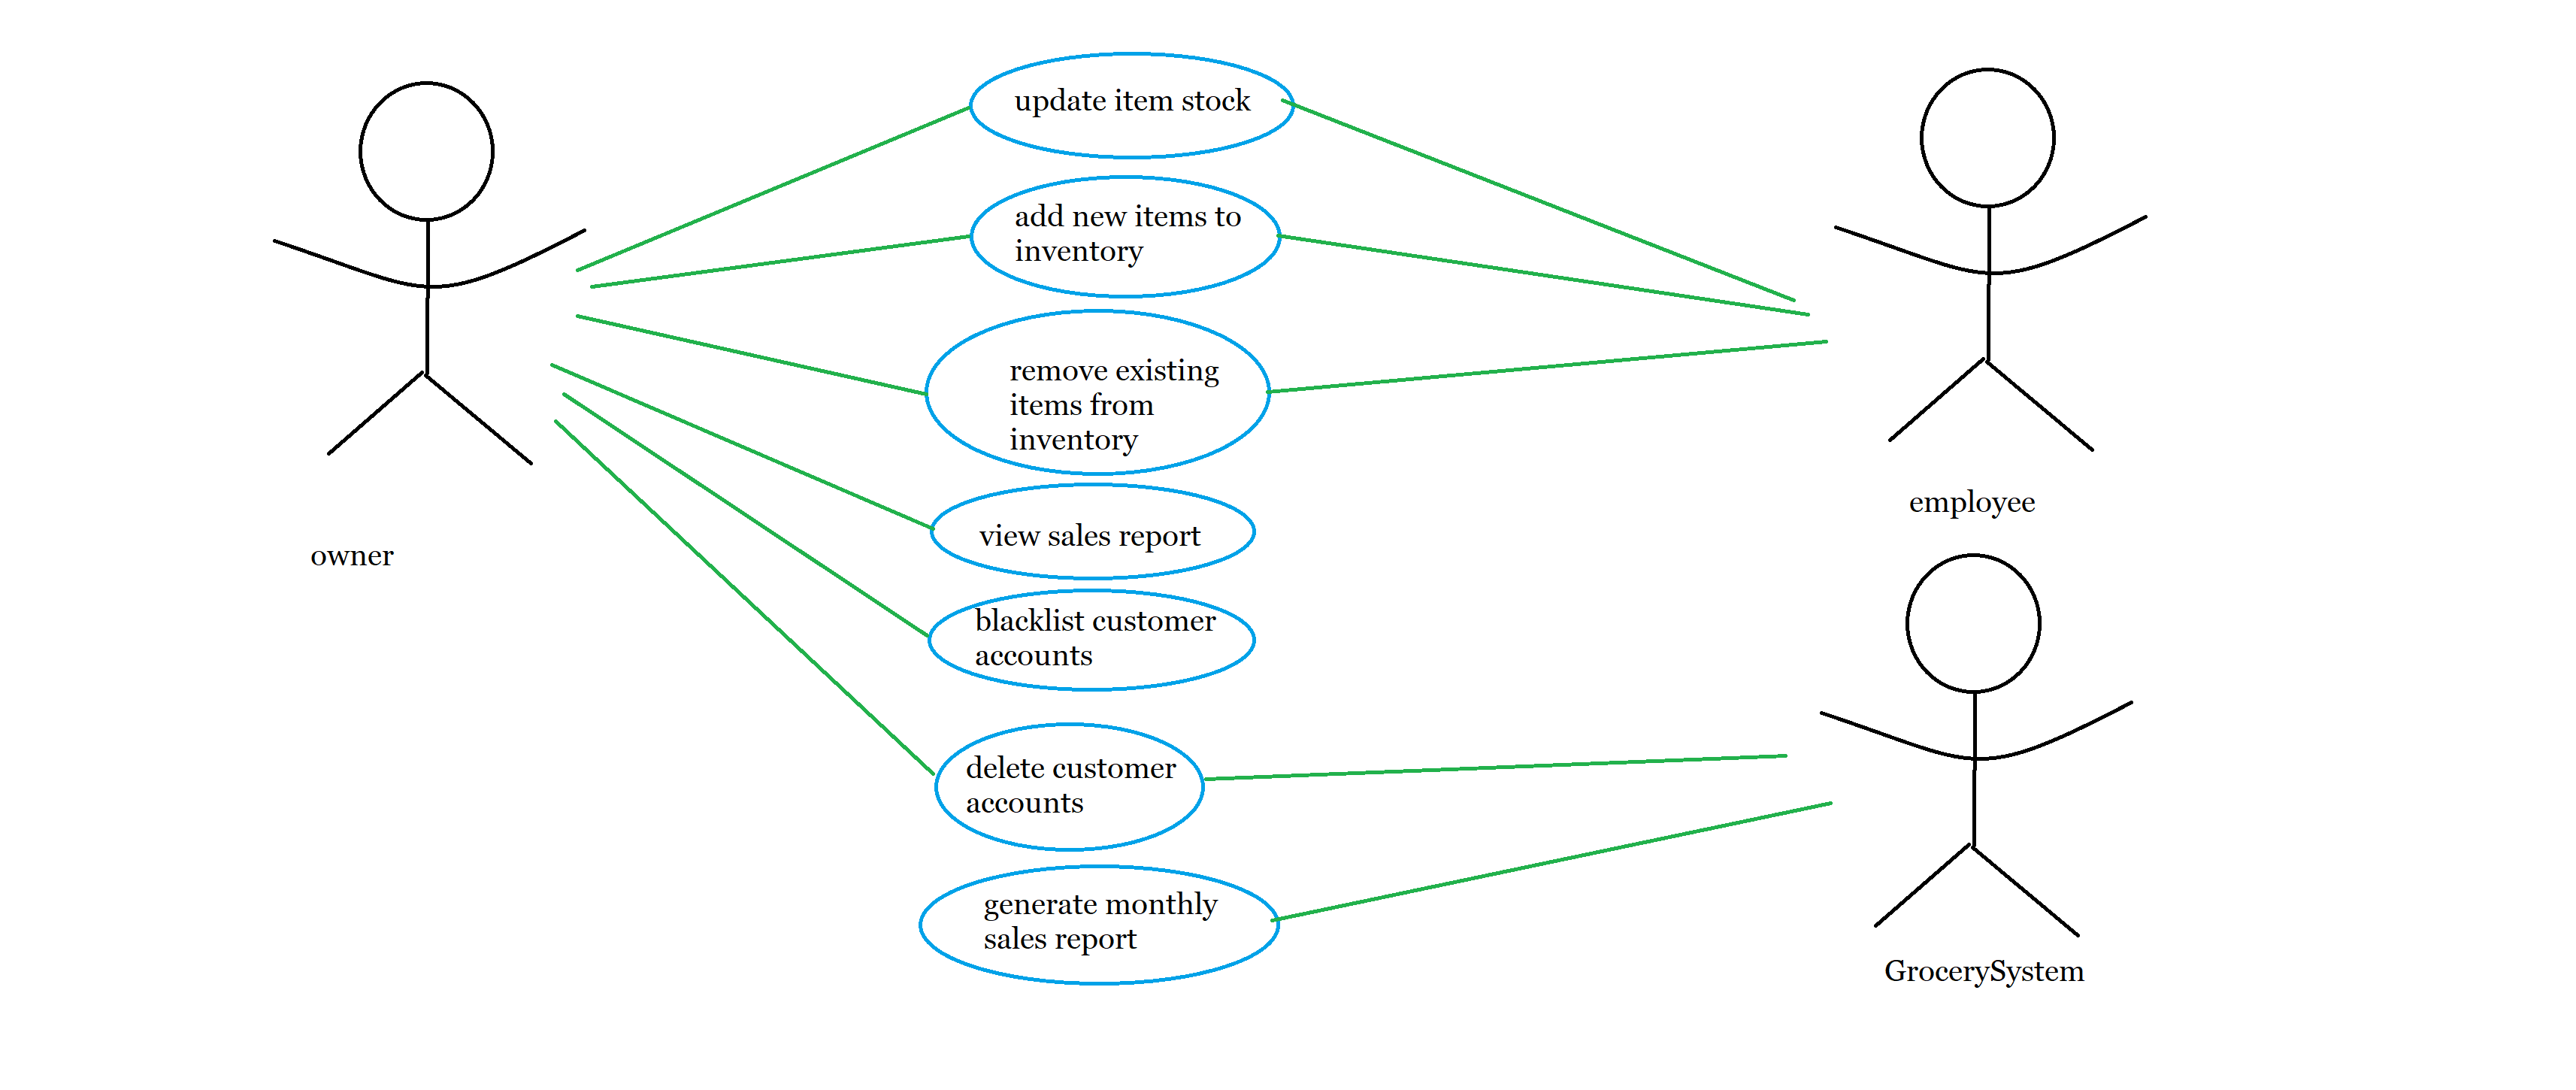 update item stock
add new items to
inventory
remove existing
items from
inventory
employee
view sales report
owner
blacklist customer
accounts
delete customer
accounts
generate monthly
sales report
GrocerySystem